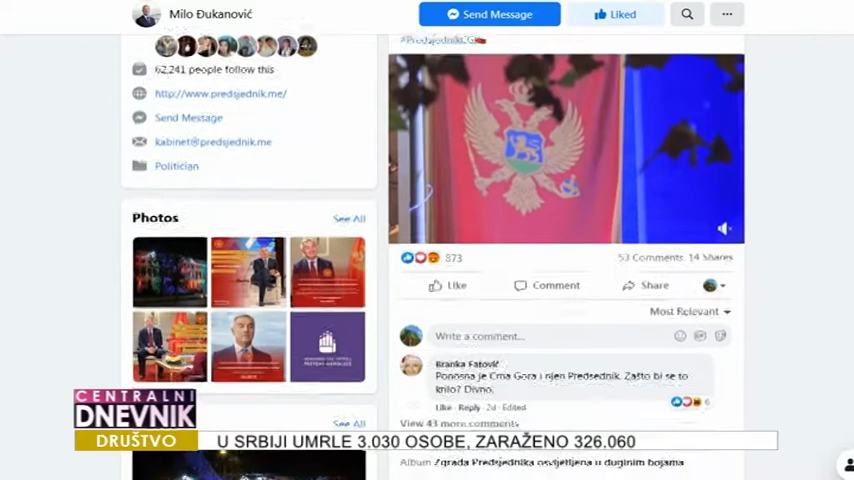 Milo Đukanović
Send Message
Liked
62,241 people follow this
http://www.predsjednik.me/
Send Message
kabinet@predsjednik.me
Politician
Photos
See All
See All
873
53 Comments 14 Shares
Like
Comment
Share
Most Relevant
Write a comment...
Branka Fatović
Ponosna je Crna Gora i njen Predsednik. Zašto bi se to
krilo? Divno.
Like · Reply · 2d · Edited
6
View 43 more comments
Album Zgrada Predsjednika osvijetljena u duginim bojama
CENTRALNI
DNEVNIK
DRUŠTVO
U SRBIJI UMRLE 3.030 OSOBE, ZARAŽENO 326.060